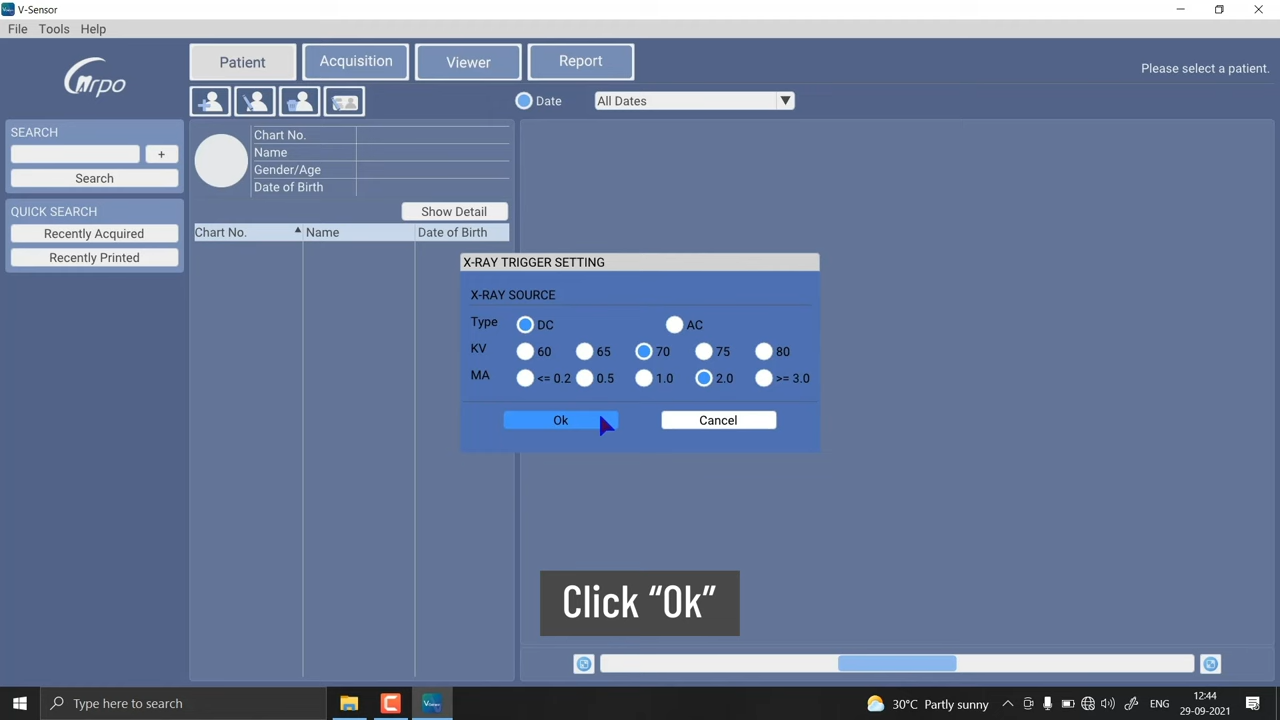 V-Sensor
File Tools Help
Patient Acquisition Viewer Report
Please select a patient.
Date All Dates
SEARCH
+
Search
QUICK SEARCH
Recently Acquired
Recently Printed
Chart No.
Name
Gender/Age
Date of Birth
Show Detail
Chart No. Name Date of Birth
X-RAY TRIGGER SETTING
X-RAY SOURCE
Type DC AC
KV 60 65 70 75 80
MA <= 0.2 0.5 1.0 2.0 >= 3.0
Ok Cancel
Click “Ok”
Type here to search
30°C Partly sunny
ENG
12:44
29-09-2021